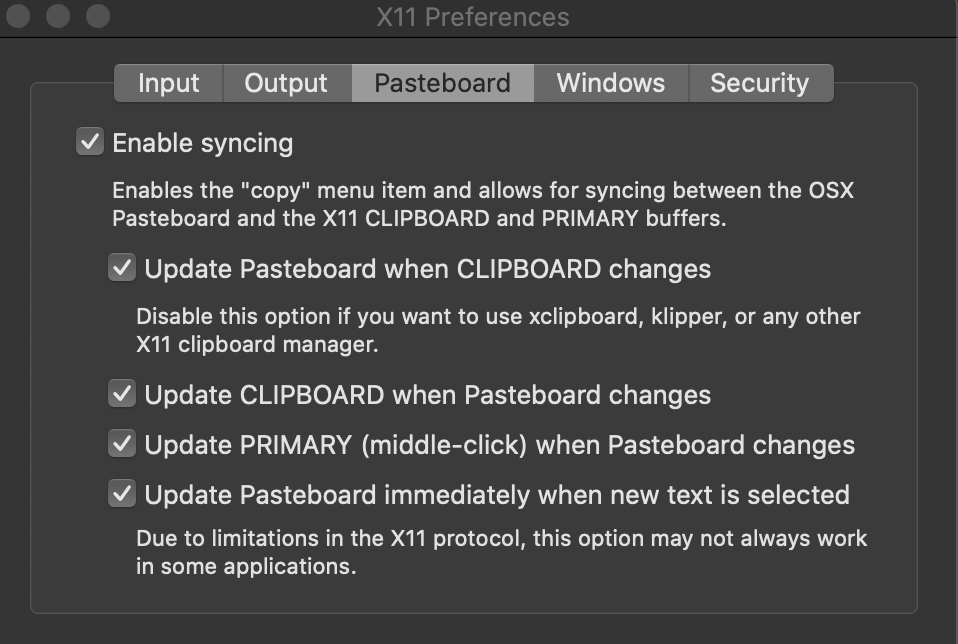 X11 Preferences
Input Output Pasteboard Windows Security
Enable syncing
Enables the "copy" menu item and allows for syncing between the OSX
Pasteboard and the X11 CLIPBOARD and PRIMARY buffers.
Update Pasteboard when CLIPBOARD changes
Disable this option if you want to use xclipboard, klipper, or any other
X11 clipboard manager.
Update CLIPBOARD when Pasteboard changes
Update PRIMARY (middle-click) when Pasteboard changes
Update Pasteboard immediately when new text is selected
Due to limitations in the X11 protocol, this option may not always work
in some applications.